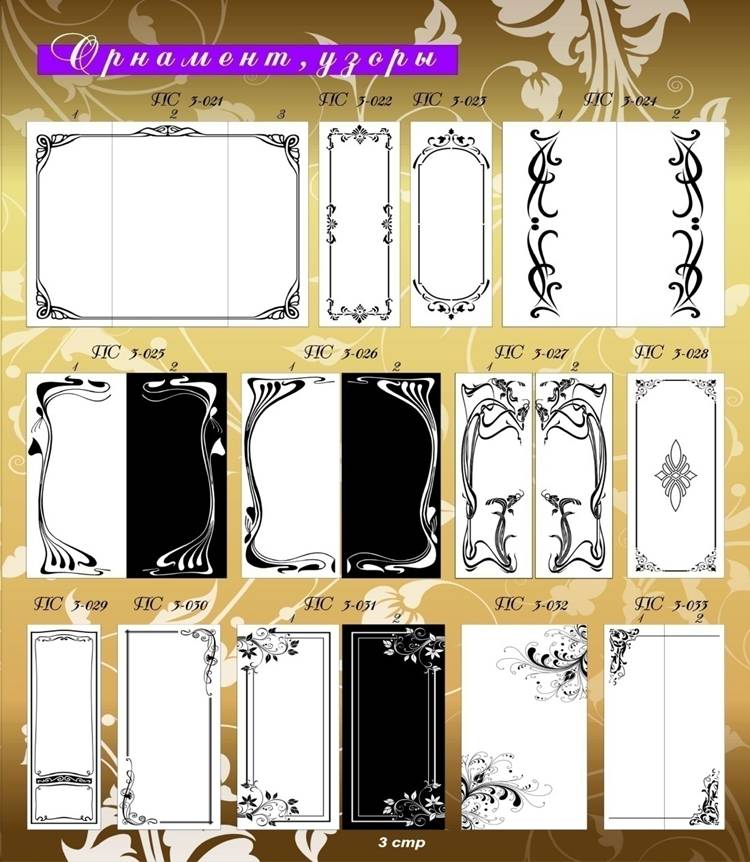 Орнамент, узоры
ПС 3-021
1 2 3
ПС 3-022
ПС 3-023
ПС 3-024
1 2
ПС 3-025
1 2
ПС 3-026
1 2
ПС 3-027
1 2
ПС 3-028
ПС 3-029
ПС 3-030
ПС 3-031
1 2
ПС 3-032
ПС 3-033
1 2
3 стр